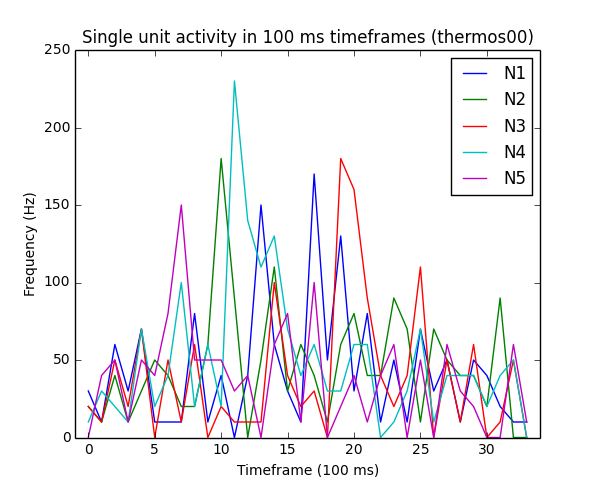 Single unit activity in 100 ms timeframes (thermos00)
250
200
150
100
50
0
Frequency (Hz)
N1
N2
N3
N4
N5
0 5 10 15 20 25 30
Timeframe (100 ms)